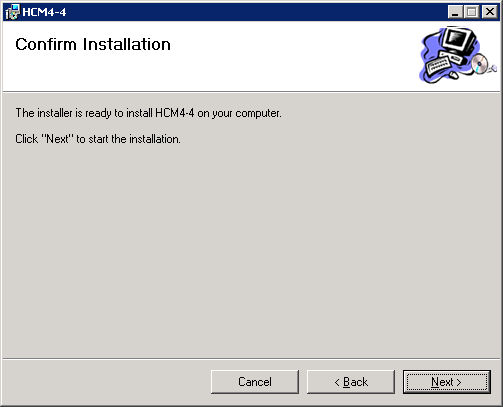 HCM4-4
Confirm Installation
The installer is ready to install HCM4-4 on your computer.
Click "Next" to start the installation.
Cancel
< Back
Next >